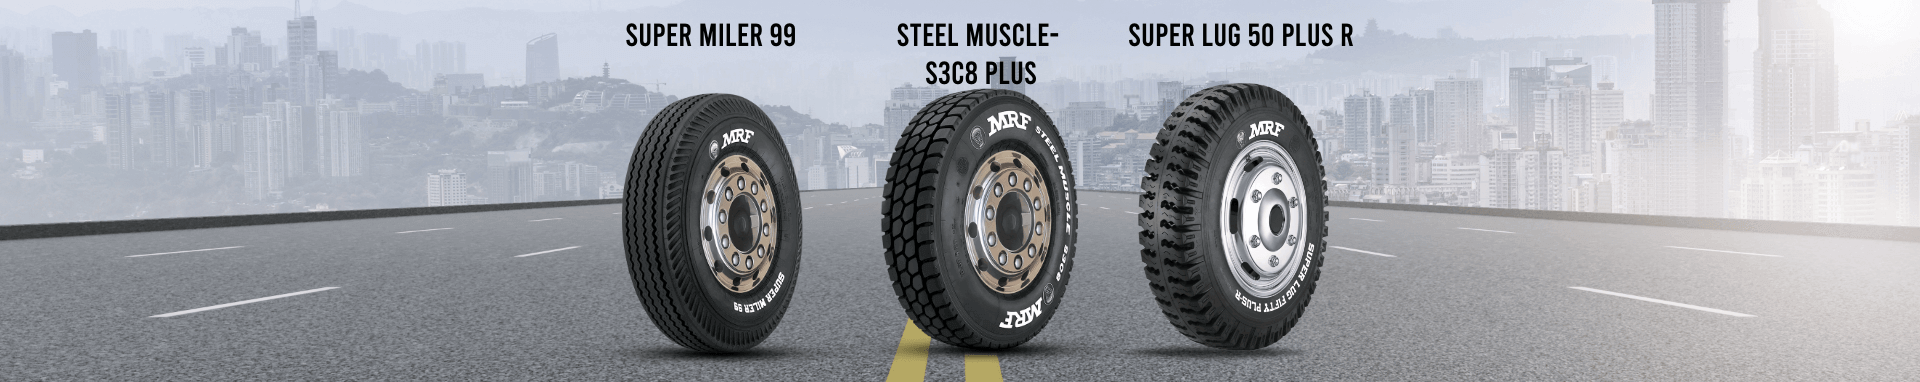 SUPER MILER 99
STEEL MUSCLE-
S3C8 PLUS
SUPER LUG 50 PLUS R
MRF
SUPER MILER 99
MRF
STEEL MUSCLE S3C8
MRF
MRF
SUPER LUG FIFTY PLUS-R